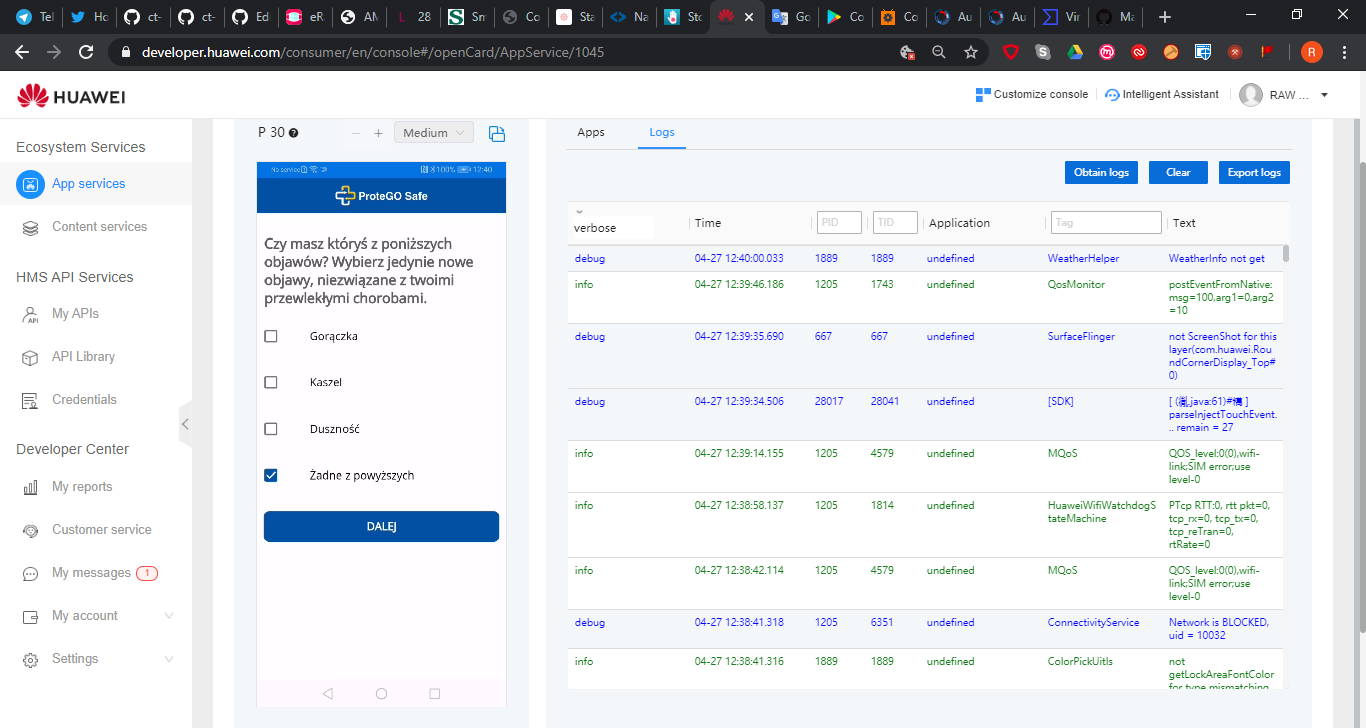 Tel
Ho
ct-
ct-
Ed
eRa
AM
28
Sm
Co
Sta
Na
Sto
Go
Co
Co
Au
Au
Vir
Ma
developer.huawei.com/consumer/en/console#/openCard/AppService/1045
R
HUAWEI
Customize console
Intelligent Assistant
RAW ...
Ecosystem Services
App services
Content services
HMS API Services
My APIs
API Library
Credentials
Developer Center
My reports
Customer service
My messages 1
My account
Settings
P 30
Medium
No service
100%
12:40
ProteGO Safe
Czy masz któryś z poniższych
objawów? Wybierz jedynie nowe
objawy, niezwiązane z twoimi
przewlekłymi chorobami.
Gorączka
Kaszel
Duszność
Żadne z powyższych
DALEJ
Apps
Logs
Obtain logs
Clear
Export logs
verbose
Time
PID
TID
Application
Tag
Text
debug 04-27 12:40:00.033 1889 1889 undefined WeatherHelper WeatherInfo not get
info 04-27 12:39:46.186 1205 1743 undefined QosMonitor postEventFromNative:
msg=100,arg1=0,arg2
=10
debug 04-27 12:39:35.690 667 667 undefined SurfaceFlinger not ScreenShot for this
layer(com.huawei.Rou
ndCornerDisplay_Top#
0)
debug 04-27 12:39:34.506 28017 28041 undefined [SDK]
parseInjectTouchEvent.
.. remain = 27
info 04-27 12:39:14.155 1205 4579 undefined MQoS QOS_level:0(0),wifi-
link;SIM error;use
level-0
info 04-27 12:38:58.137 1205 1814 undefined HuaweiWifiWatchdogS
tateMachine
PTcp RTT:0, rtt pkt=0,
tcp_rx=0, tcp_tx=0,
tcp_reTran=0,
rtRate=0
info 04-27 12:38:42.114 1205 4579 undefined MQoS QOS_level:0(0),wifi-
link;SIM error;use
level-0
debug 04-27 12:38:41.318 1205 6351 undefined ConnectivityService Network is BLOCKED,
uid = 10032
info 04-27 12:38:41.316 1889 1889 undefined ColorPickUitls not
getLockAreaFontColor
for type mismatching